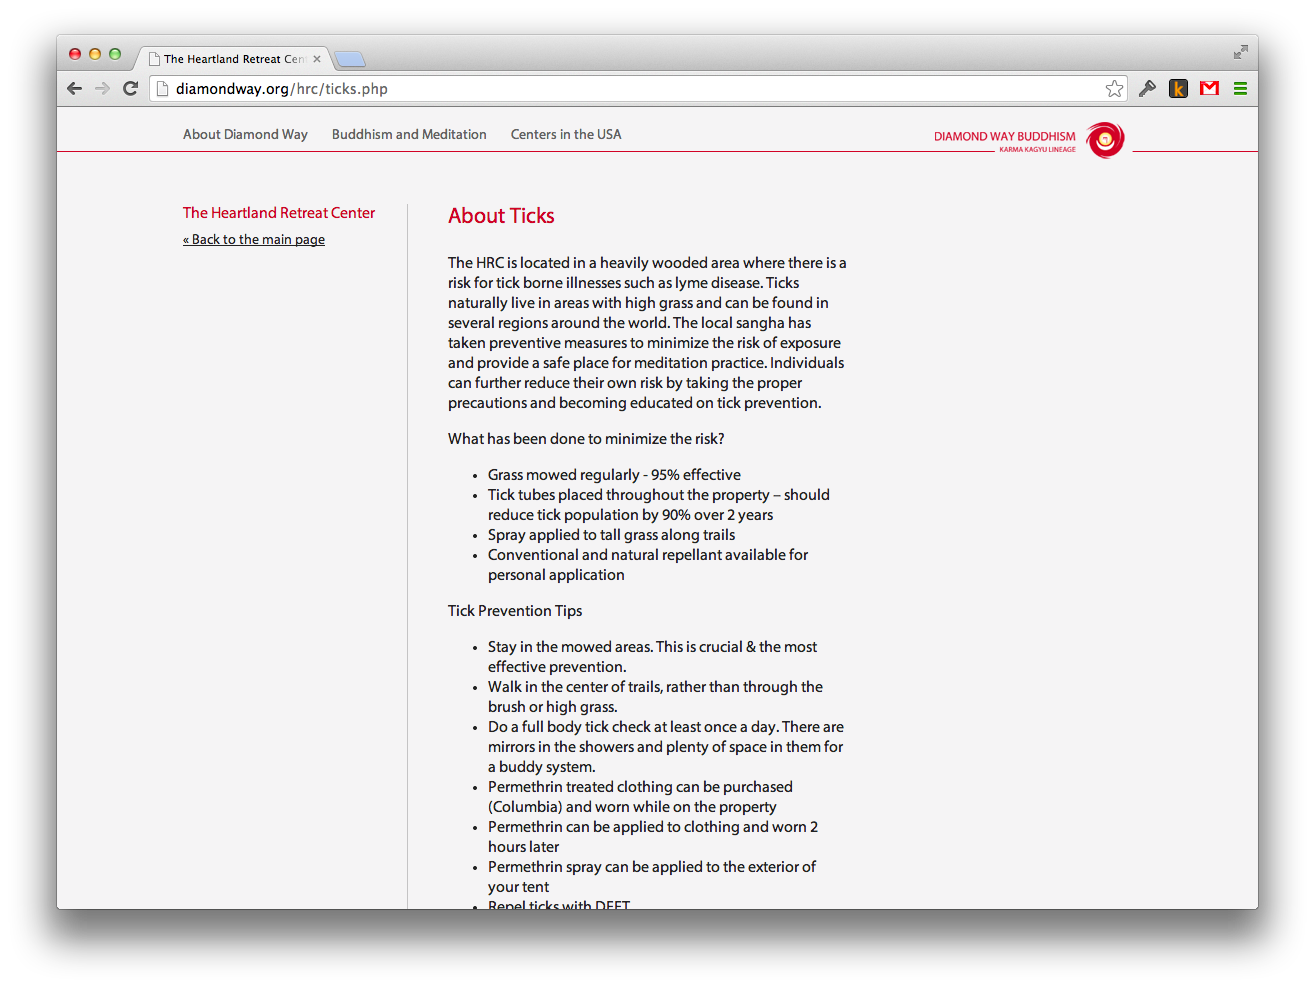 The Heartland Retreat Cen
diamondway.org/hrc/ticks.php
k
About Diamond Way Buddhism and Meditation Centers in the USA
DIAMOND WAY BUDDHISM
KARMA KAGYU LINEAGE
The Heartland Retreat Center
« Back to the main page
About Ticks
The HRC is located in a heavily wooded area where there is a
risk for tick borne illnesses such as lyme disease. Ticks
naturally live in areas with high grass and can be found in
several regions around the world. The local sangha has
taken preventive measures to minimize the risk of exposure
and provide a safe place for meditation practice. Individuals
can further reduce their own risk by taking the proper
precautions and becoming educated on tick prevention.
What has been done to minimize the risk?
• Grass mowed regularly - 95% effective
• Tick tubes placed throughout the property – should
reduce tick population by 90% over 2 years
• Spray applied to tall grass along trails
• Conventional and natural repellant available for
personal application
Tick Prevention Tips
• Stay in the mowed areas. This is crucial & the most
effective prevention.
• Walk in the center of trails, rather than through the
brush or high grass.
• Do a full body tick check at least once a day. There are
mirrors in the showers and plenty of space in them for
a buddy system.
• Permethrin treated clothing can be purchased
(Columbia) and worn while on the property
• Permethrin can be applied to clothing and worn 2
hours later
• Permethrin spray can be applied to the exterior of
your tent
• Repel ticks with DEET